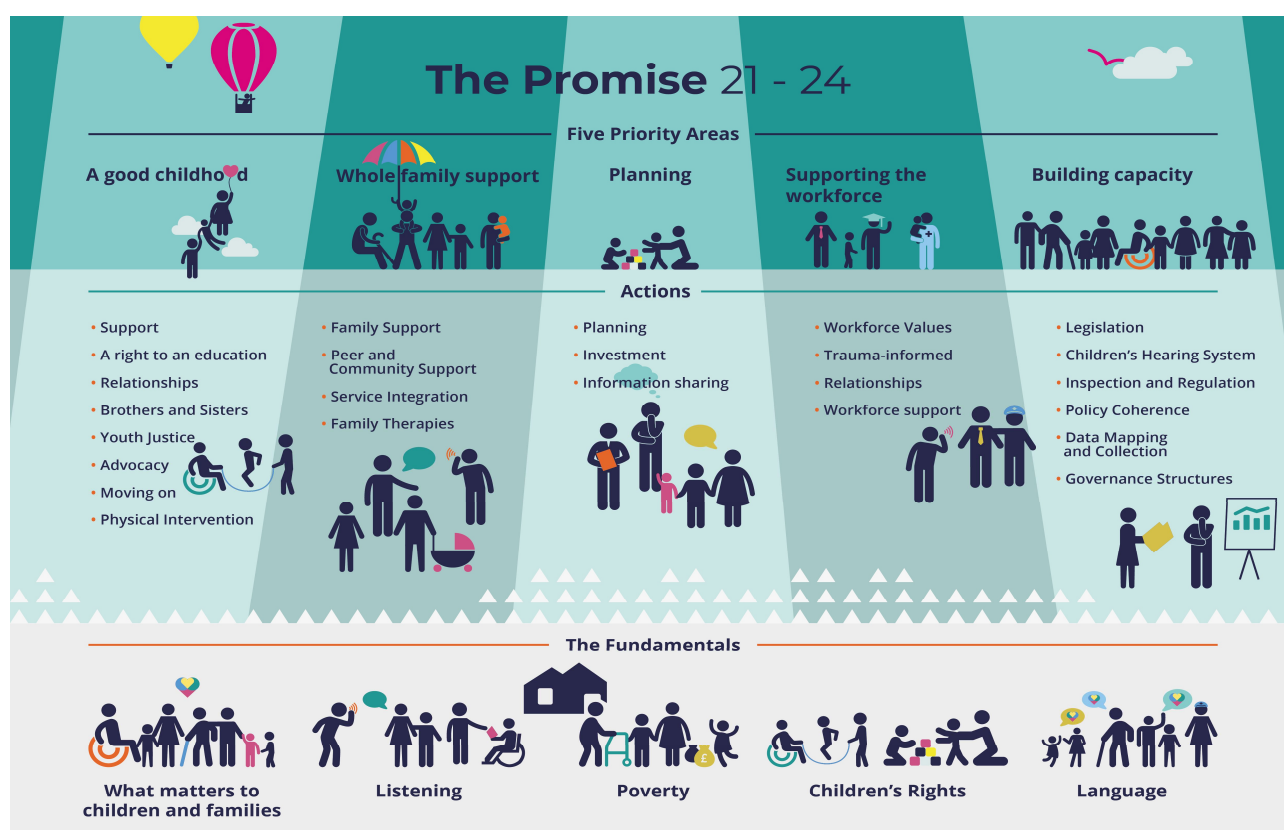 The Promise 21 - 24
Five Priority Areas
A good childhood
Whole family support
Planning
Supporting the
workforce
Building capacity
Actions
• Support
• A right to an education
• Relationships
• Brothers and Sisters
• Youth Justice
• Advocacy
• Moving on
• Physical Intervention
• Family Support
• Peer and
Community Support
• Service Integration
• Family Therapies
• Planning
• Investment
• Information sharing
• Workforce Values
• Trauma-informed
• Relationships
• Workforce support
• Legislation
• Children's Hearing System
• Inspection and Regulation
• Policy Coherence
• Data Mapping
and Collection
• Governance Structures
The Fundamentals
£
What matters to
children and families
Listening
Poverty
Children's Rights
Language